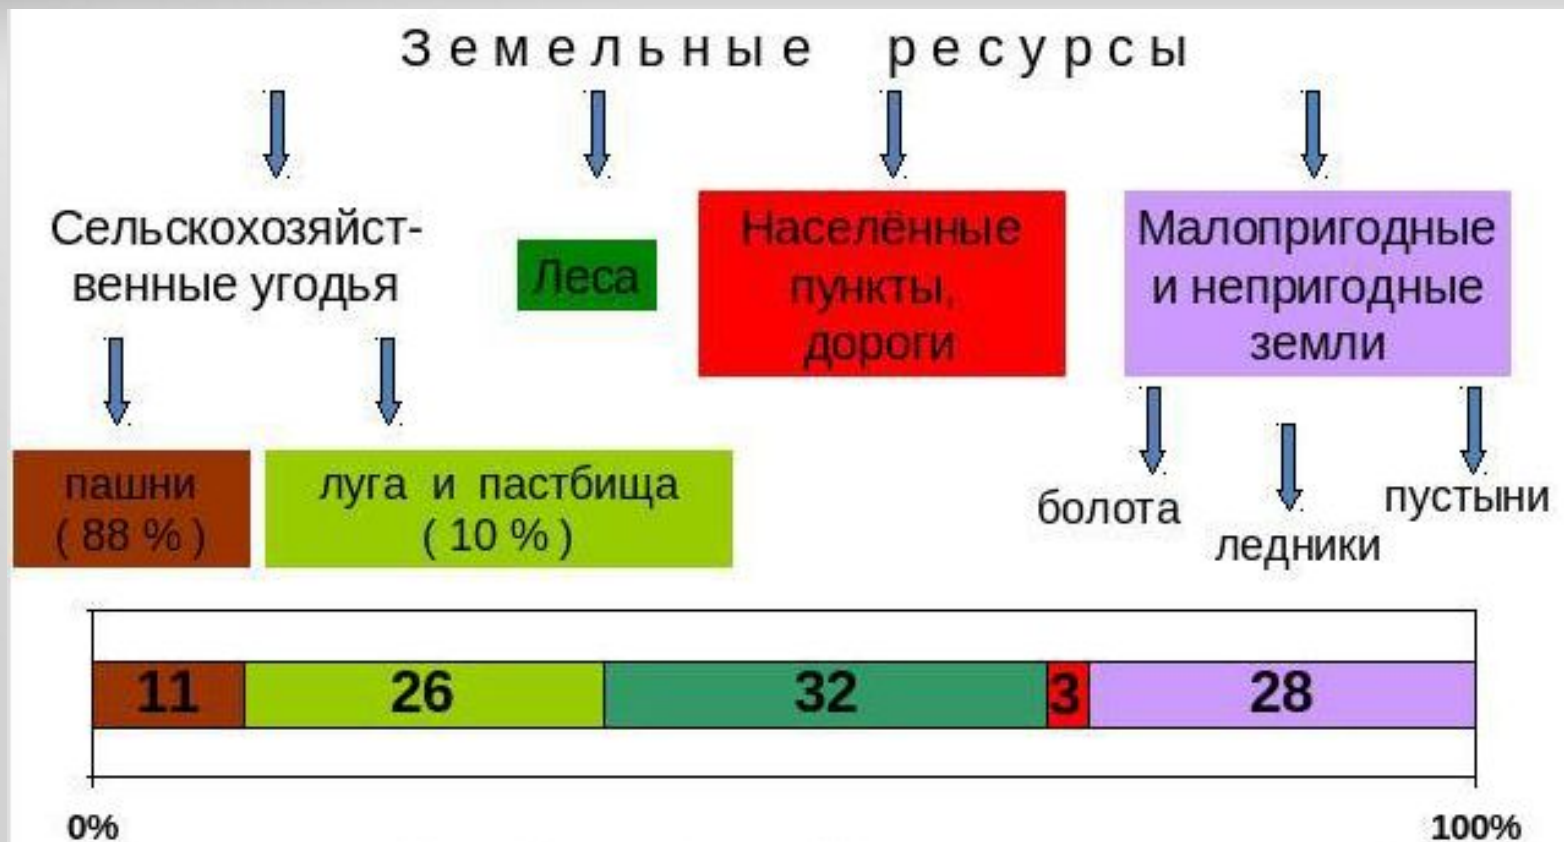 Земельные ресурсы
Сельскохозяйст-
венные угодья
Леса
Населённые
пункты,
дороги
Малопригодные
и непригодные
земли
пашни
( 88 % )
луга и пастбища
( 10 % )
болота
ледники
пустыни
11 26 32 3 28
0% 100%